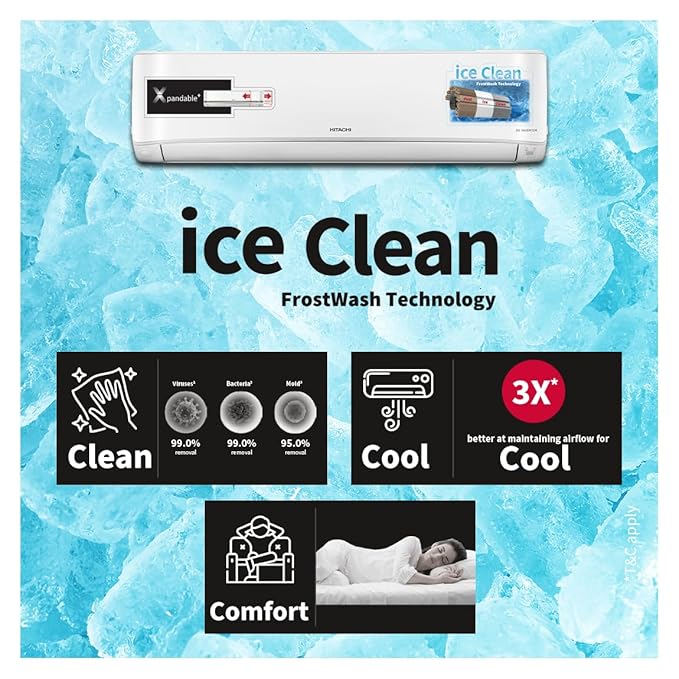 Xpandable⁺
ice Clean
FrostWash Technology
HITACHI
ice Clean
FrostWash Technology
Viruses¹
Bacteria²
Mold³
99.0%
removal
99.0%
removal
95.0%
removal
Clean
3X*
better at maintaining airflow for
Cool
Cool
Comfort
T&C apply